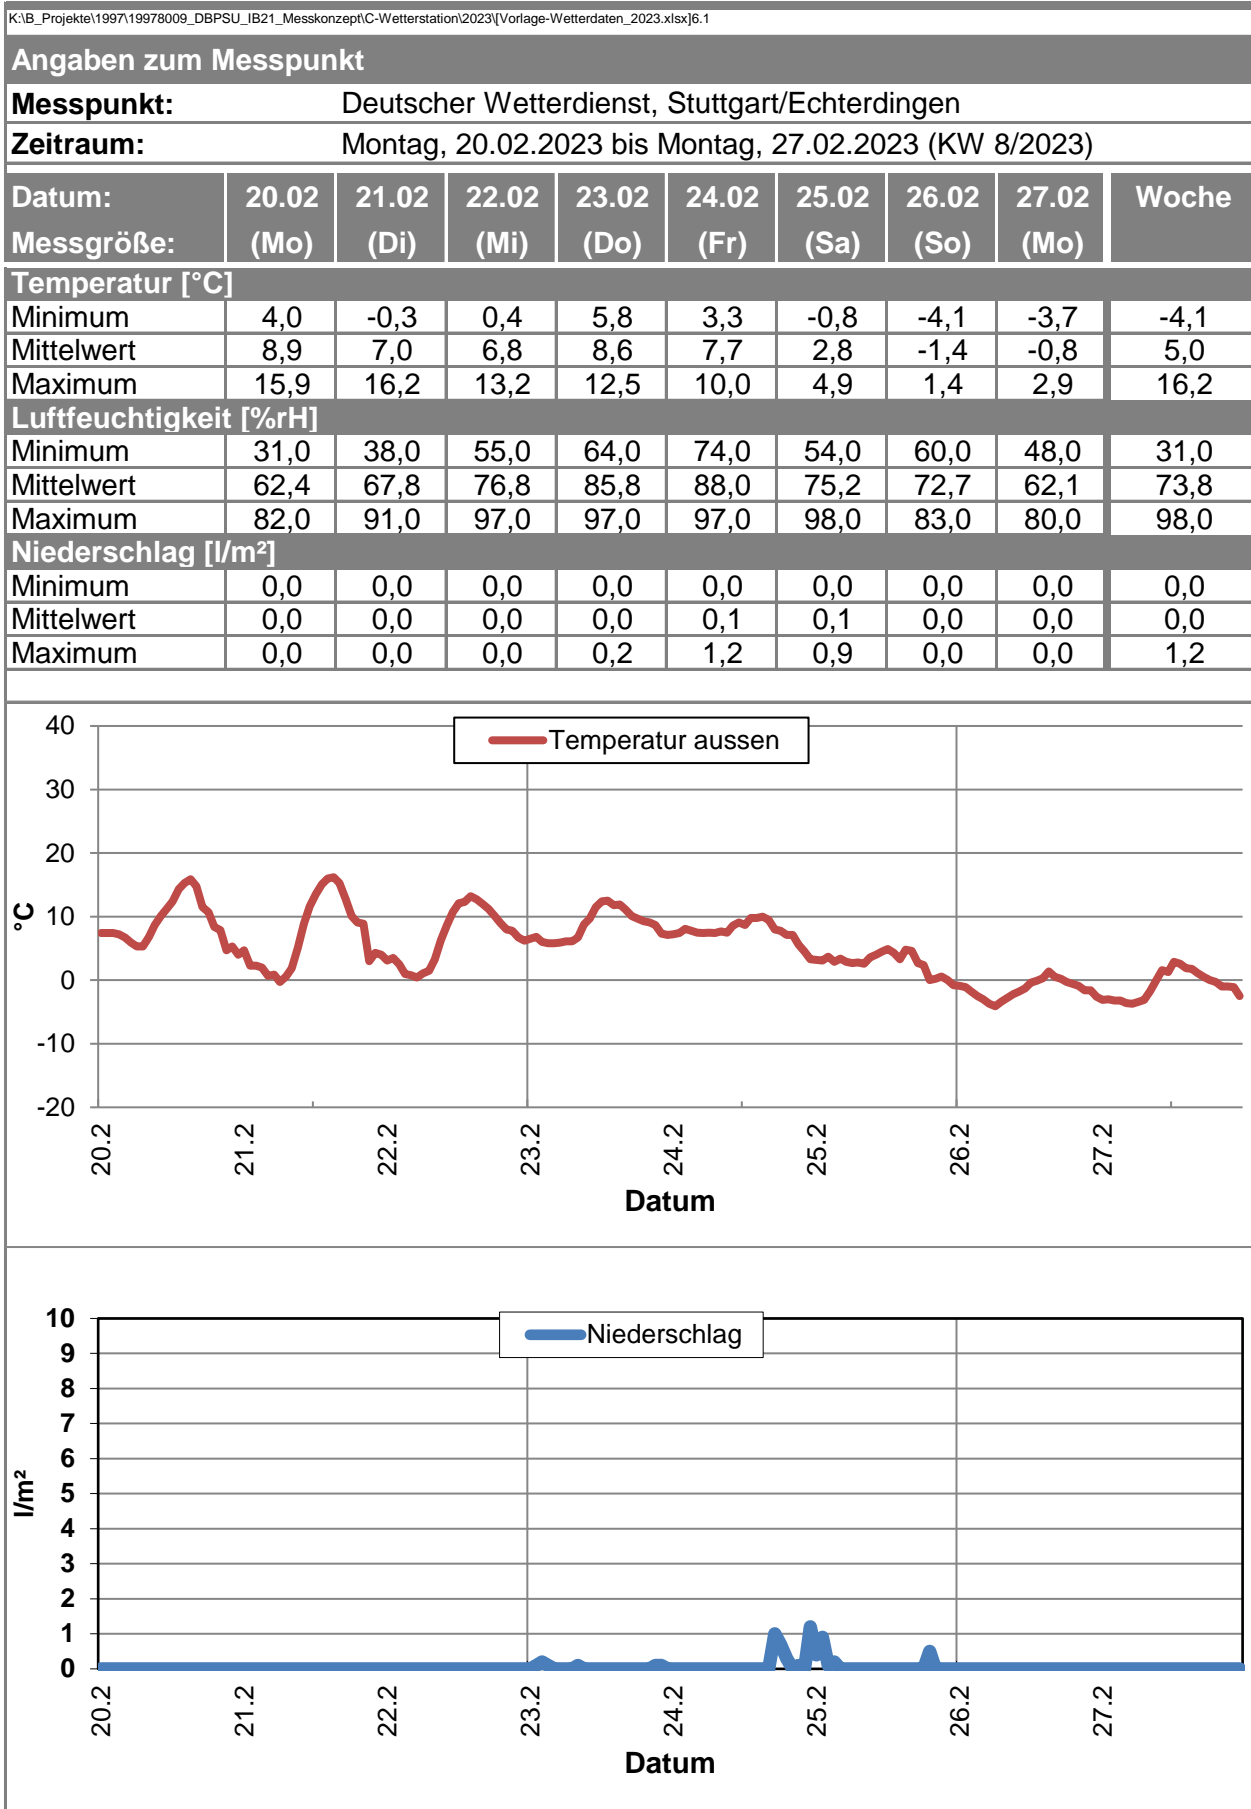 K:\B_Projekte\1997\19978009_DBPSU_IB21_Messkonzept\C-Wetterstation\2023\[Vorlage-Wetterdaten_2023.xlsx]6.1
Angaben zum Messpunkt
Messpunkt: Deutscher Wetterdienst, Stuttgart/Echterdingen
Zeitraum: Montag, 20.02.2023 bis Montag, 27.02.2023 (KW 8/2023)
Datum: 20.02 21.02 22.02 23.02 24.02 25.02 26.02 27.02 Woche
Messgröße: (Mo) (Di) (Mi) (Do) (Fr) (Sa) (So) (Mo)
Temperatur [°C]
Minimum 4,0 -0,3 0,4 5,8 3,3 -0,8 -4,1 -3,7 -4,1
Mittelwert 8,9 7,0 6,8 8,6 7,7 2,8 -1,4 -0,8 5,0
Maximum 15,9 16,2 13,2 12,5 10,0 4,9 1,4 2,9 16,2
Luftfeuchtigkeit [%rH]
Minimum 31,0 38,0 55,0 64,0 74,0 54,0 60,0 48,0 31,0
Mittelwert 62,4 67,8 76,8 85,8 88,0 75,2 72,7 62,1 73,8
Maximum 82,0 91,0 97,0 97,0 97,0 98,0 83,0 80,0 98,0
Niederschlag [l/m²]
Minimum 0,0 0,0 0,0 0,0 0,0 0,0 0,0 0,0 0,0
Mittelwert 0,0 0,0 0,0 0,0 0,1 0,1 0,0 0,0 0,0
Maximum 0,0 0,0 0,0 0,2 1,2 0,9 0,0 0,0 1,2
Temperatur aussen
40
30
20
10
0
-10
-20
°C
20.2 21.2 22.2 23.2 24.2 25.2 26.2 27.2
Datum
Niederschlag
10
9
8
7
6
5
4
3
2
1
0
l/m²
20.2 21.2 22.2 23.2 24.2 25.2 26.2 27.2
Datum